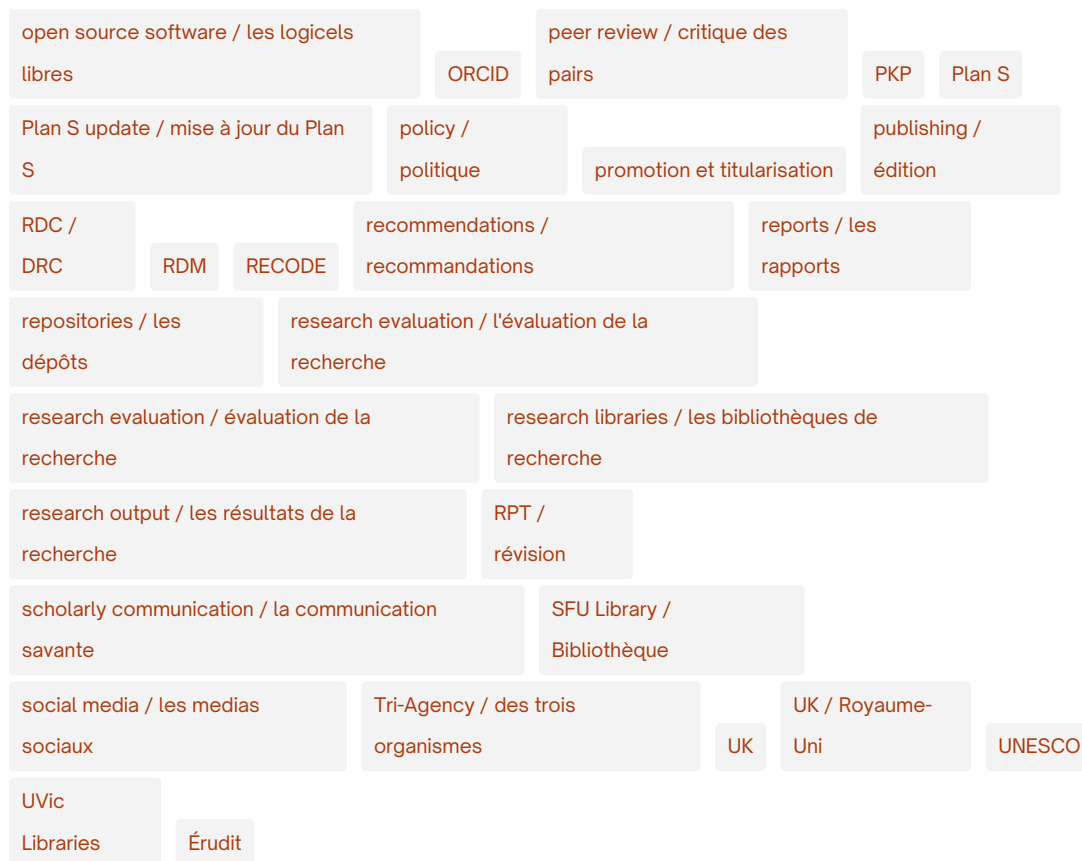 open source software / les logicels
libres
ORCID
peer review / critique des
pairs
PKP
Plan S
Plan S update / mise à jour du Plan
S
policy /
politique
promotion et titularisation
publishing /
édition
RDC /
DRC
RDM
RECODE
recommendations /
recommandations
reports / les
rapports
repositories / les
dépôts
research evaluation / l'évaluation de la
recherche
research evaluation / évaluation de la
recherche
research libraries / les bibliothèques de
recherche
research output / les résultats de la
recherche
RPT /
révision
scholarly communication / la communication
savante
SFU Library /
Bibliothèque
social media / les medias
sociaux
Tri-Agency / des trois
organismes
UK
UK / Royaume-
Uni
UNESCO
UVic
Libraries
Érudit